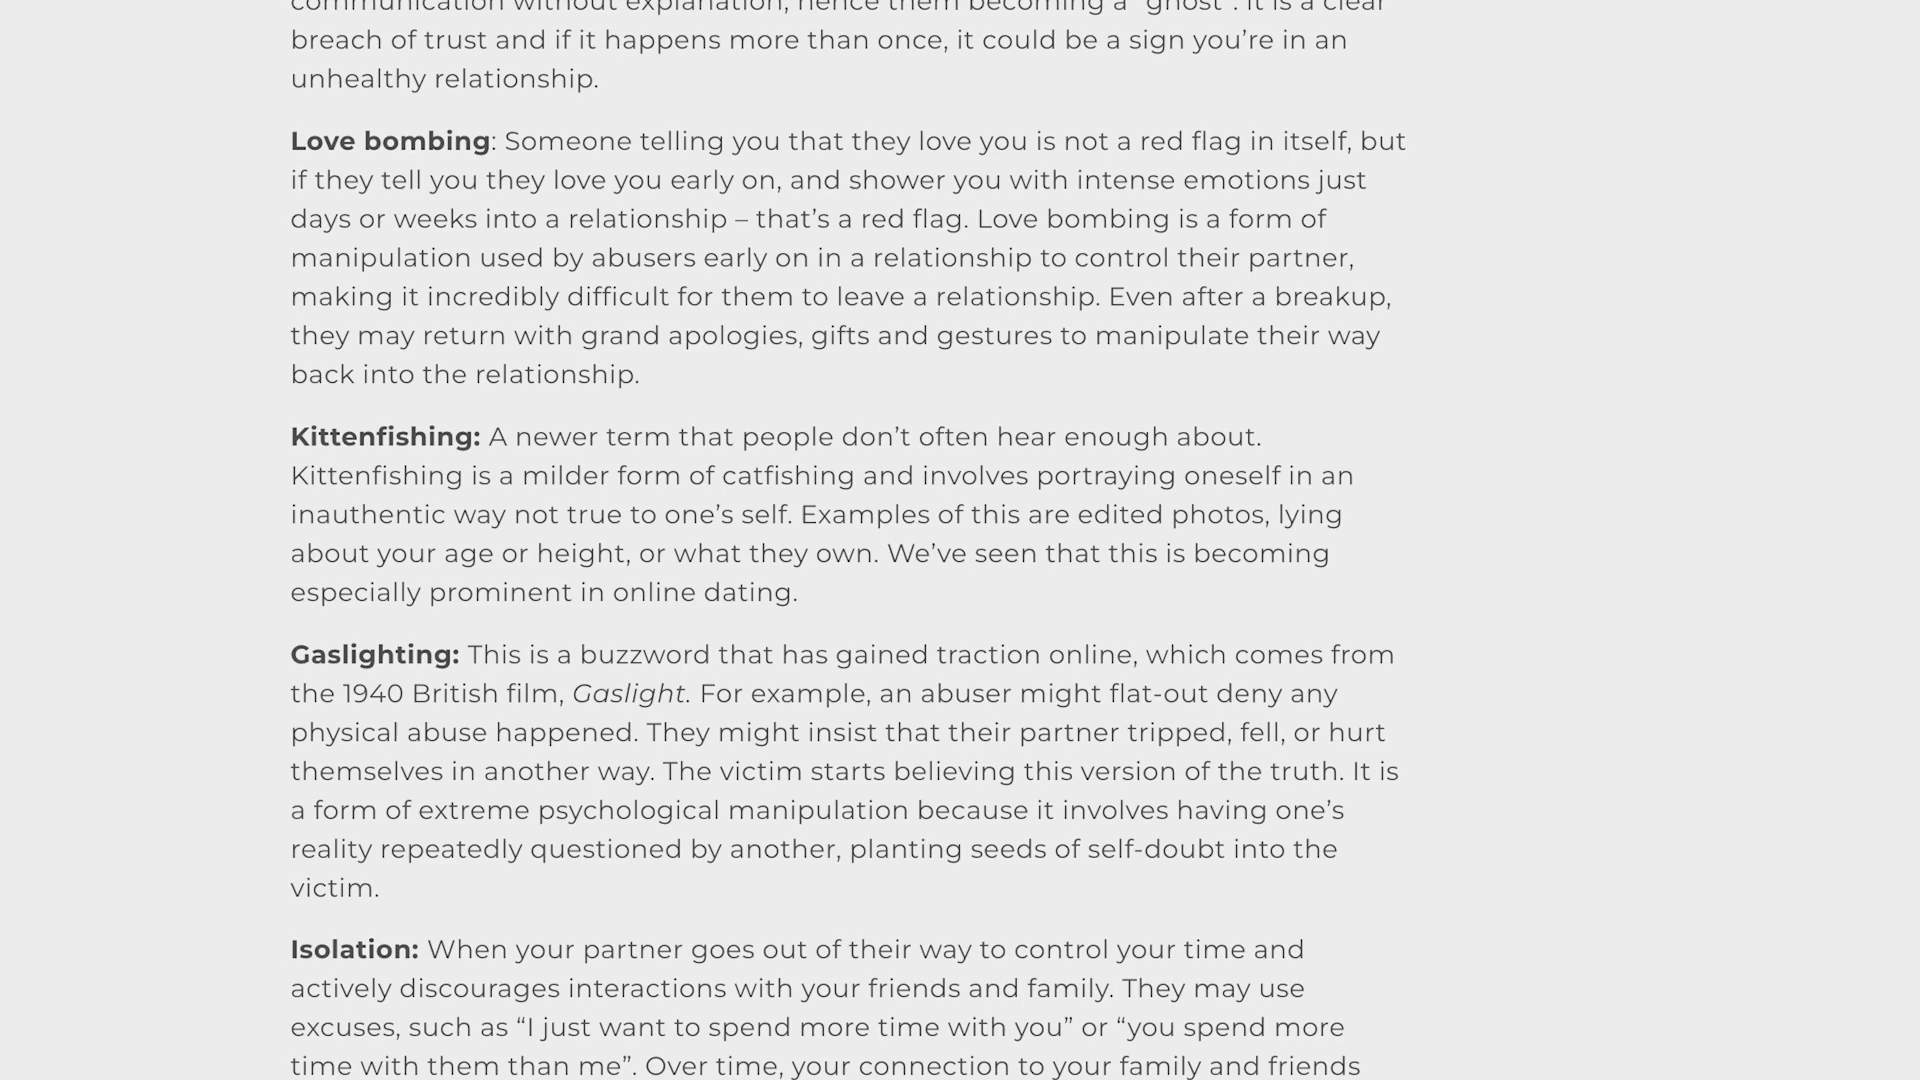 communication without explanation, hence them becoming a “ghost”. It is a clear
breach of trust and if it happens more than once, it could be a sign you’re in an
unhealthy relationship.
Love bombing: Someone telling you that they love you is not a red flag in itself, but
if they tell you they love you early on, and shower you with intense emotions just
days or weeks into a relationship – that’s a red flag. Love bombing is a form of
manipulation used by abusers early on in a relationship to control their partner,
making it incredibly difficult for them to leave a relationship. Even after a breakup,
they may return with grand apologies, gifts and gestures to manipulate their way
back into the relationship.
Kittenfishing: A newer term that people don’t often hear enough about.
Kittenfishing is a milder form of catfishing and involves portraying oneself in an
inauthentic way not true to one’s self. Examples of this are edited photos, lying
about your age or height, or what they own. We’ve seen that this is becoming
especially prominent in online dating.
Gaslighting: This is a buzzword that has gained traction online, which comes from
the 1940 British film, Gaslight. For example, an abuser might flat-out deny any
physical abuse happened. They might insist that their partner tripped, fell, or hurt
themselves in another way. The victim starts believing this version of the truth. It is
a form of extreme psychological manipulation because it involves having one’s
reality repeatedly questioned by another, planting seeds of self-doubt into the
victim.
Isolation: When your partner goes out of their way to control your time and
actively discourages interactions with your friends and family. They may use
excuses, such as “I just want to spend more time with you” or “you spend more
time with them than me”. Over time, your connection to your family and friends